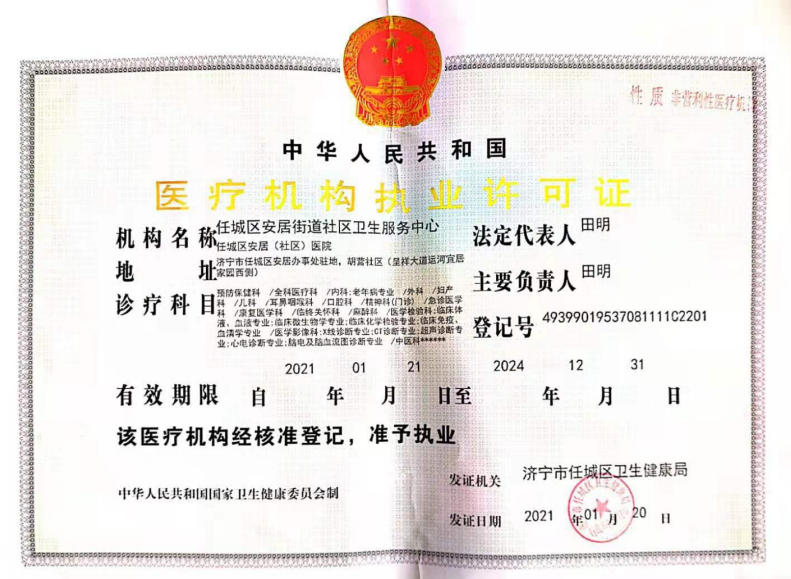 性 质 非营利性医疗机
中华人民共和国
医疗机构执业许可证
机构名称 任城区安居街道社区卫生服务中心
任城区安居（社区）医院
地 址 济宁市任城区安居办事处驻地，胡营社区（呈祥大道运河宜居
家园西侧）
诊疗科目 预防保健科 /全科医疗科 /内科;老年病专业 /外科 /妇产
科 /儿科 /耳鼻咽喉科 /口腔科 /精神科(门诊) /急诊医学
科 /康复医学科 /临终关怀科 /麻醉科 /医学检验科;临床体
液、血液专业;临床微生物学专业;临床化学检验专业;临床免疫、
血清学专业 /医学影像科;X线诊断专业;CT诊断专业;超声诊断专
业;心电诊断专业;脑电及脑血流图诊断专业 /中医科******
法定代表人 田明
主要负责人 田明
登记号 49399019537081111C2201
有效期限 自 2021 年 01 月 21 日至 2024 年 12 月 31 日
该医疗机构经核准登记，准予执业
发证机关 济宁市任城区卫生健康局
中华人民共和国国家卫生健康委员会制
发证日期 2021 年 01 月 20 日